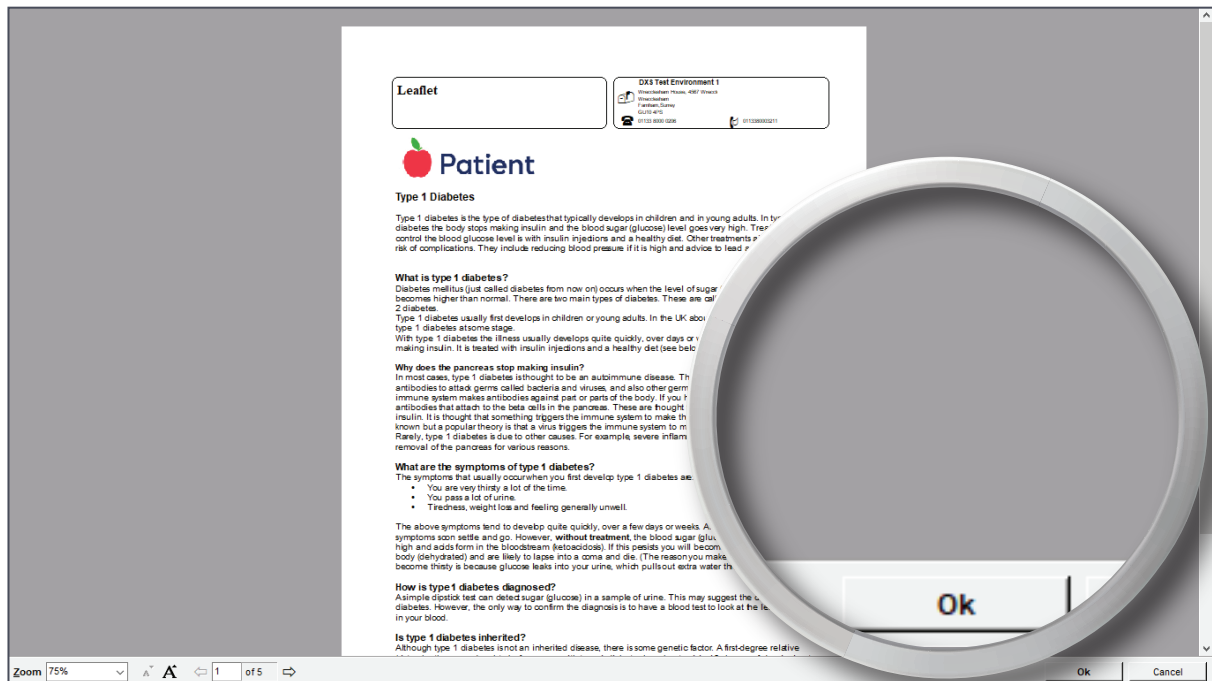 Leaflet
DXS Test Environment 1
Wrecclesham House, 4567 Wrecc
Wrecclesham
Farnham, Surrey
GU10 4PS
01133 8000 0206
0113380003211
Patient
Type 1 Diabetes
Type 1 diabetes is the type of diabetes that typically develops in children and in young adults. In
diabetes the body stops making insulin and the blood sugar (glucose) level goes very high.
control the blood glucose level is with insulin injections and a healthy diet. Other treatments
risk of complications. They include reducing blood pressure if it is high and advice to lead
What is type 1 diabetes?
Diabetes mellitus (just called diabetes from now on) occurs when the level of sugar
becomes higher than normal. There are two main types of diabetes. These are
2 diabetes.
Type 1 diabetes usually first develops in children or young adults. In the UK
type 1 diabetes at some stage.
With type 1 diabetes the illness usually develops quite quickly, over days or
making insulin. It is treated with insulin injections and a healthy diet (see
Why does the pancreas stop making insulin?
In most cases, type 1 diabetes is thought to be an autoimmune disease.
antibodies to attack germs called bacteria and viruses, and also other
immune system makes antibodies against part or parts of the body. If you
antibodies that attach to the beta cells in the pancreas. These are thought
insulin. It is thought that something triggers the immune system to make
known but a popular theory is that a virus triggers the immune system to
Rarely, type 1 diabetes is due to other causes. For example, severe
removal of the pancreas for various reasons.
What are the symptoms of type 1 diabetes?
The symptoms that usually occur when you first develop type 1 diabetes are:
• You are very thirsty a lot of the time.
• You pass a lot of urine.
• Tiredness, weight loss and feeling generally unwell.
The above symptoms tend to develop quite quickly, over a few days or weeks.
symptoms soon settle and go. However, without treatment, the blood sugar
high and acids form in the bloodstream (ketoacidosis). If this persists you will
body (dehydrated) and are likely to lapse into a coma and die. (The reason you make
become thirsty is because glucose leaks into your urine, which pulls out extra water
How is type 1 diabetes diagnosed?
A simple dipstick test can detect sugar (glucose) in a sample of urine. This may suggest the
diabetes. However, the only way to confirm the diagnosis is to have a blood test to look at the
in your blood.
Is type 1 diabetes inherited?
Although type 1 diabetes is not an inherited disease, there is some genetic factor. A first-degree relative
Ok
Zoom 75% A A 1 of 5 Ok Cancel